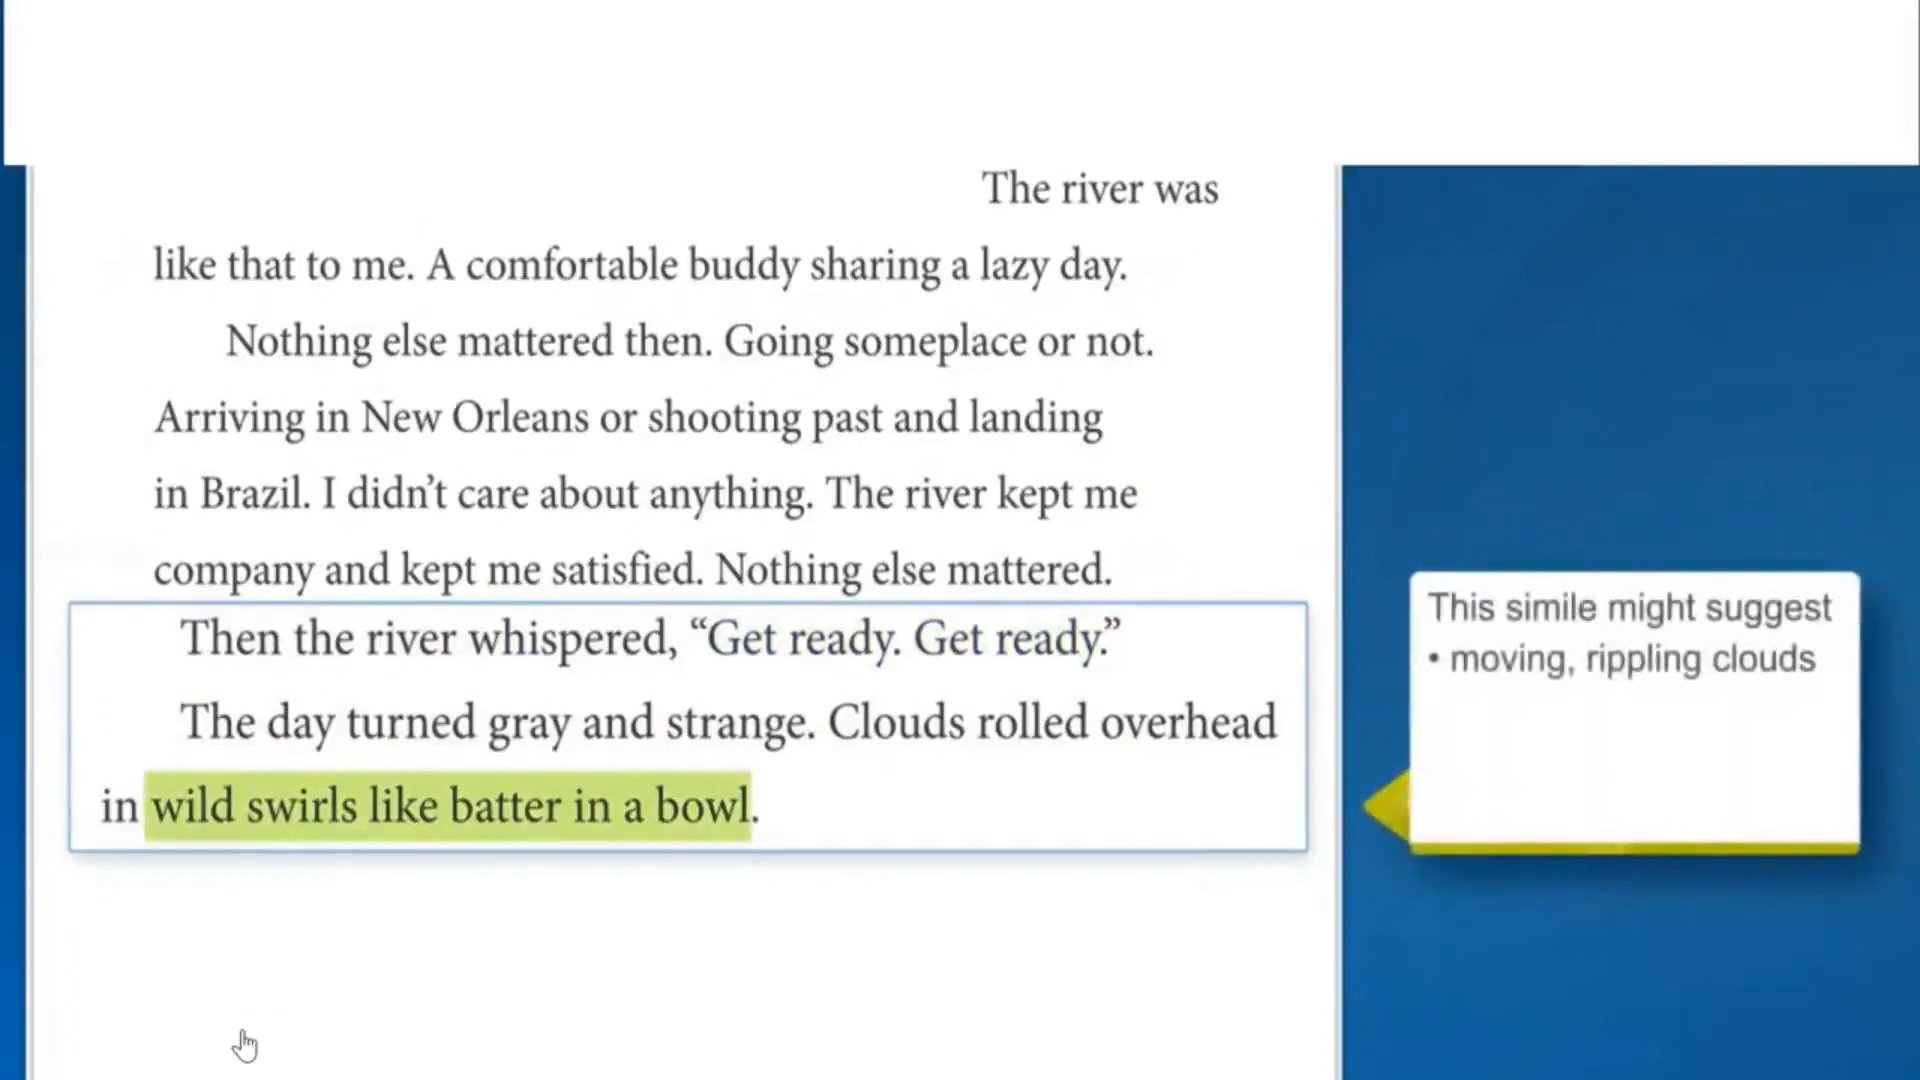 The river was
like that to me. A comfortable buddy sharing a lazy day.
Nothing else mattered then. Going someplace or not.
Arriving in New Orleans or shooting past and landing
in Brazil. I didn’t care about anything. The river kept me
company and kept me satisfied. Nothing else mattered.
Then the river whispered, “Get ready. Get ready.”
The day turned gray and strange. Clouds rolled overhead
in wild swirls like batter in a bowl.
This simile might suggest
• moving, rippling clouds